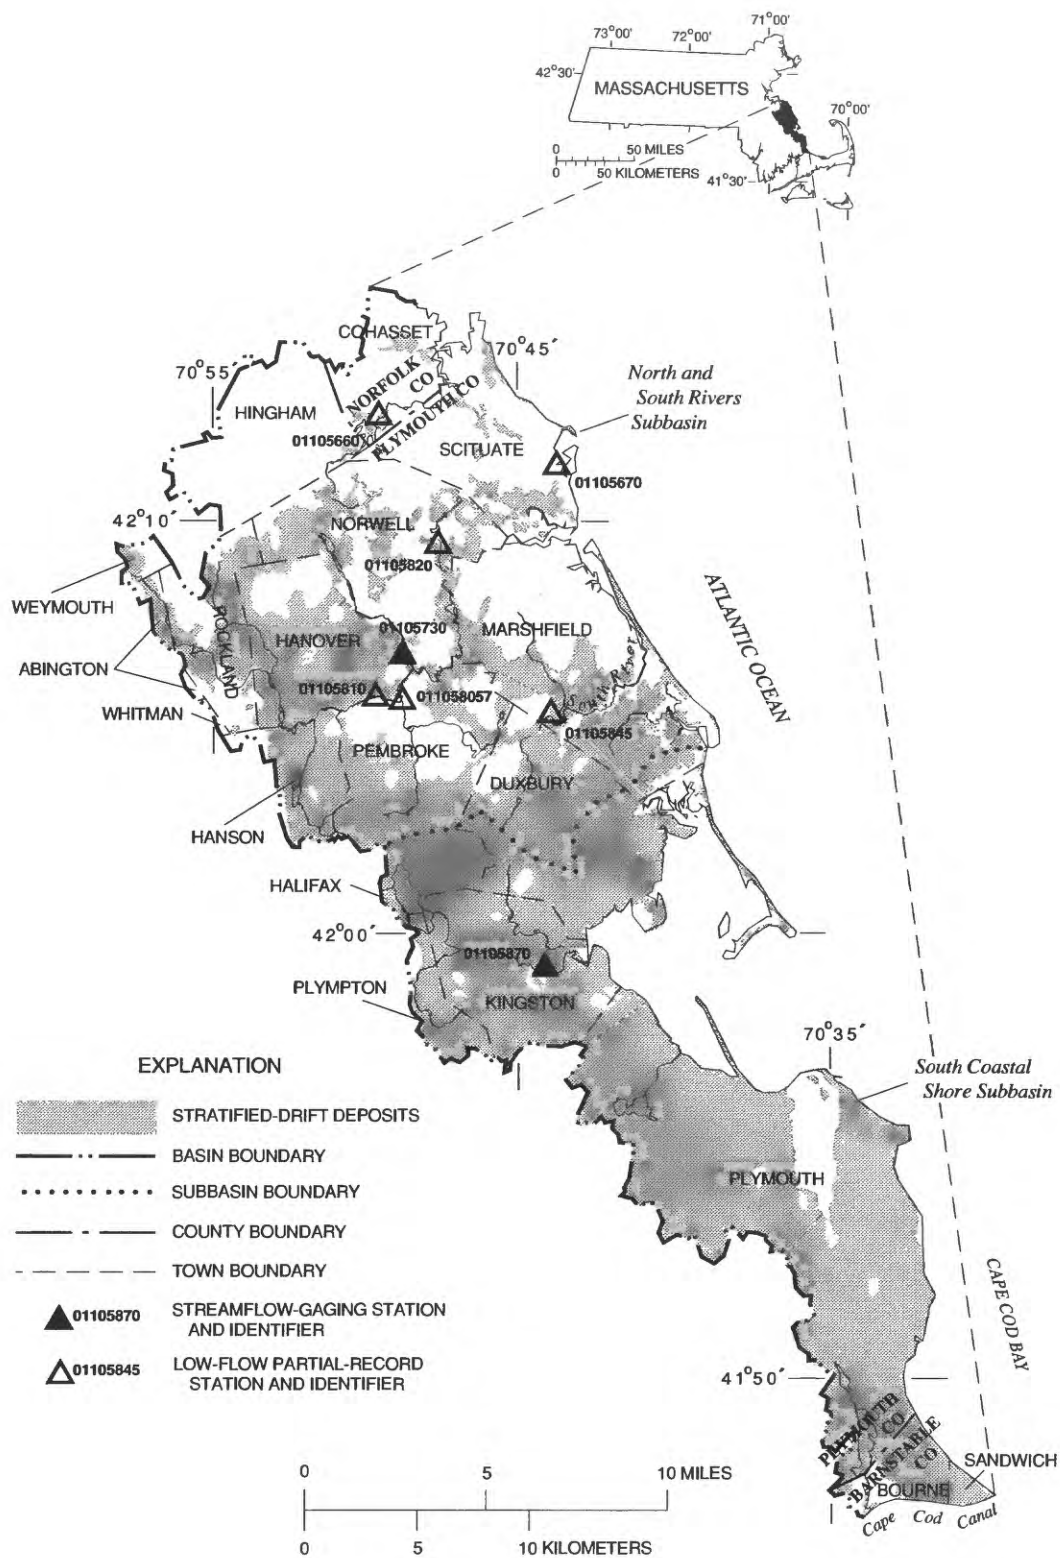 71°00'
73°00'
72°00'
42°30'
MASSACHUSETTS
70°00'
0 50 MILES
0 50 KILOMETERS
41°30'
COHASSET
70°45´
70°55´
NORFOLK
CO
North and
South Rivers
Subbasin
HINGHAM
01105660
PLYMOUTH CO
SCITUATE
01105670
42°10´
NORWELL
01105820
WEYMOUTH
ATLANTIC OCEAN
ROCKLAND
01105730
HANOVER
MARSHFIELD
ABINGTON
South River
01105810
011058057
WHITMAN
01105845
PEMBROKE
DUXBURY
HANSON
HALIFAX
42°00´
01105870
PLYMPTON
KINGSTON
70°35´
EXPLANATION
South Coastal
Shore Subbasin
STRATIFIED-DRIFT DEPOSITS
BASIN BOUNDARY
SUBBASIN BOUNDARY
PLYMOUTH
COUNTY BOUNDARY
TOWN BOUNDARY
CAPE COD BAY
01105870 STREAMFLOW-GAGING STATION
AND IDENTIFIER
01105845 LOW-FLOW PARTIAL-RECORD
STATION AND IDENTIFIER
41°50´
PLYMOUTH
CO
BARNSTABLE
CO
SANDWICH
BOURNE
Cape Cod Canal
0 5 10 MILES
0 5 10 KILOMETERS